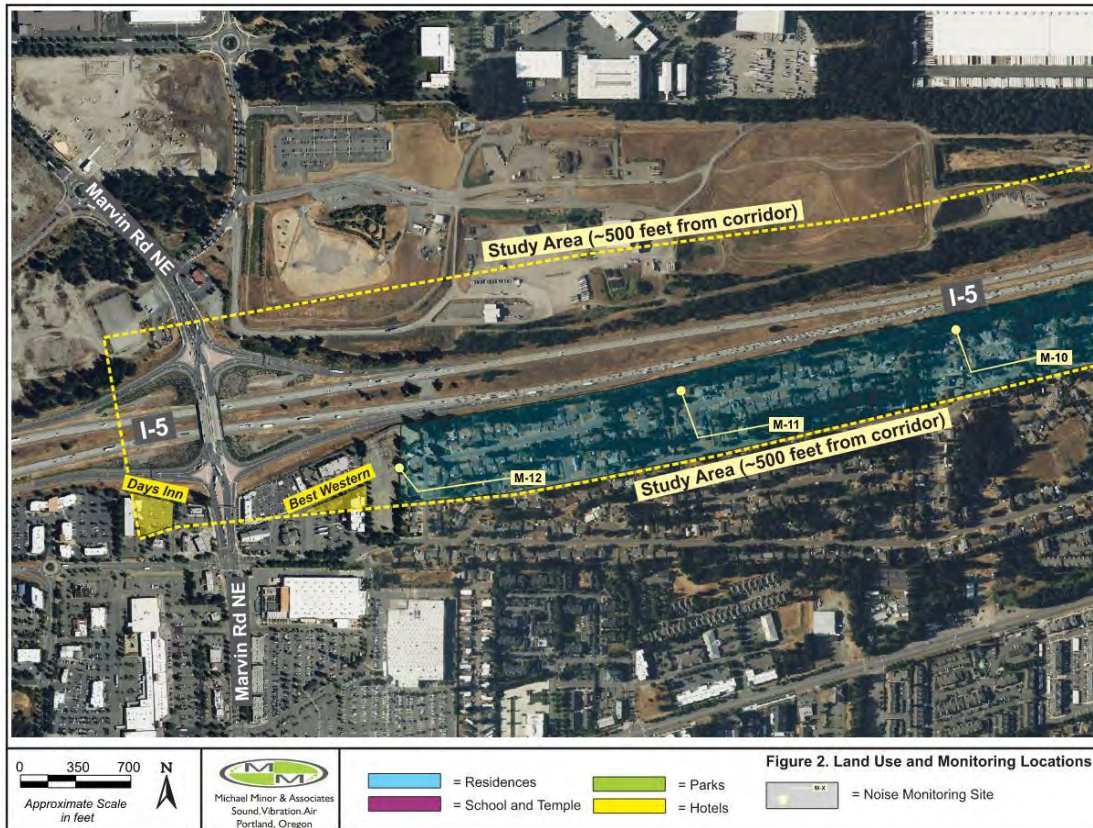 Marvin Rd NE
Study Area (~500 feet from corridor)
I-5
M-10
M-11
I-5
Study Area (~500 feet from corridor)
Days Inn
Best Western
M-12
Marvin Rd NE
0 350 700
Approximate Scale
in feet
N
M M
Michael Minor & Associates
Sound.Vibration.Air
Portland, Oregon
= Residences
= School and Temple
= Parks
= Hotels
Figure 2. Land Use and Monitoring Locations
M-X
= Noise Monitoring Site